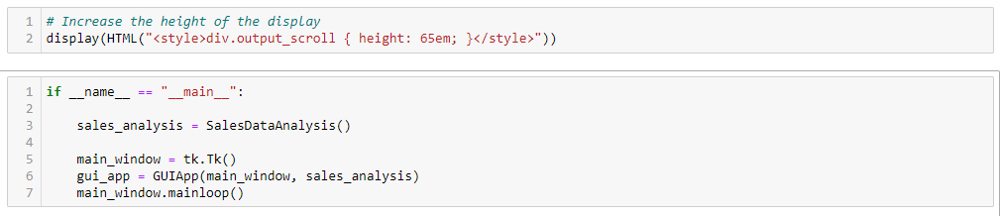 1 # Increase the height of the display
2 display(HTML("<style>div.output_scroll { height: 65em; }</style>"))
1 if __name__ == "__main__":
2
3     sales_analysis = SalesDataAnalysis()
4
5     main_window = tk.Tk()
6     gui_app = GUIApp(main_window, sales_analysis)
7     main_window.mainloop()